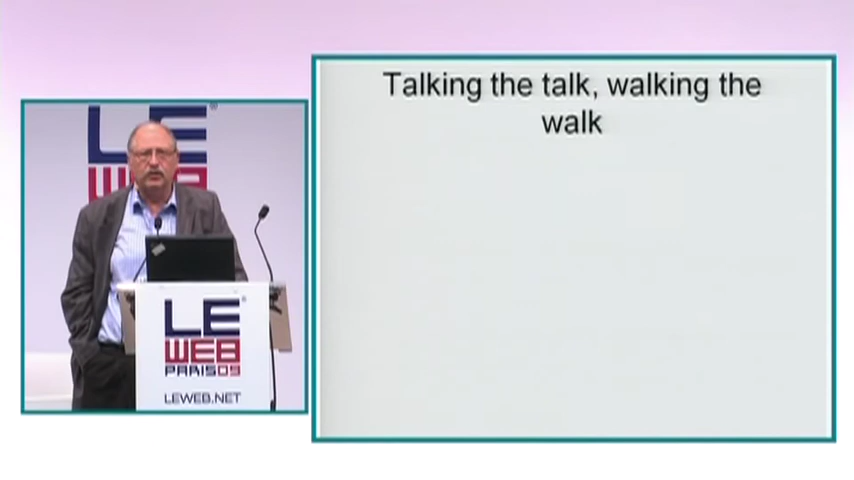 LE
WEB
Talking the talk, walking the
walk
LE
WEB
PARIS09
LEWEB.NET